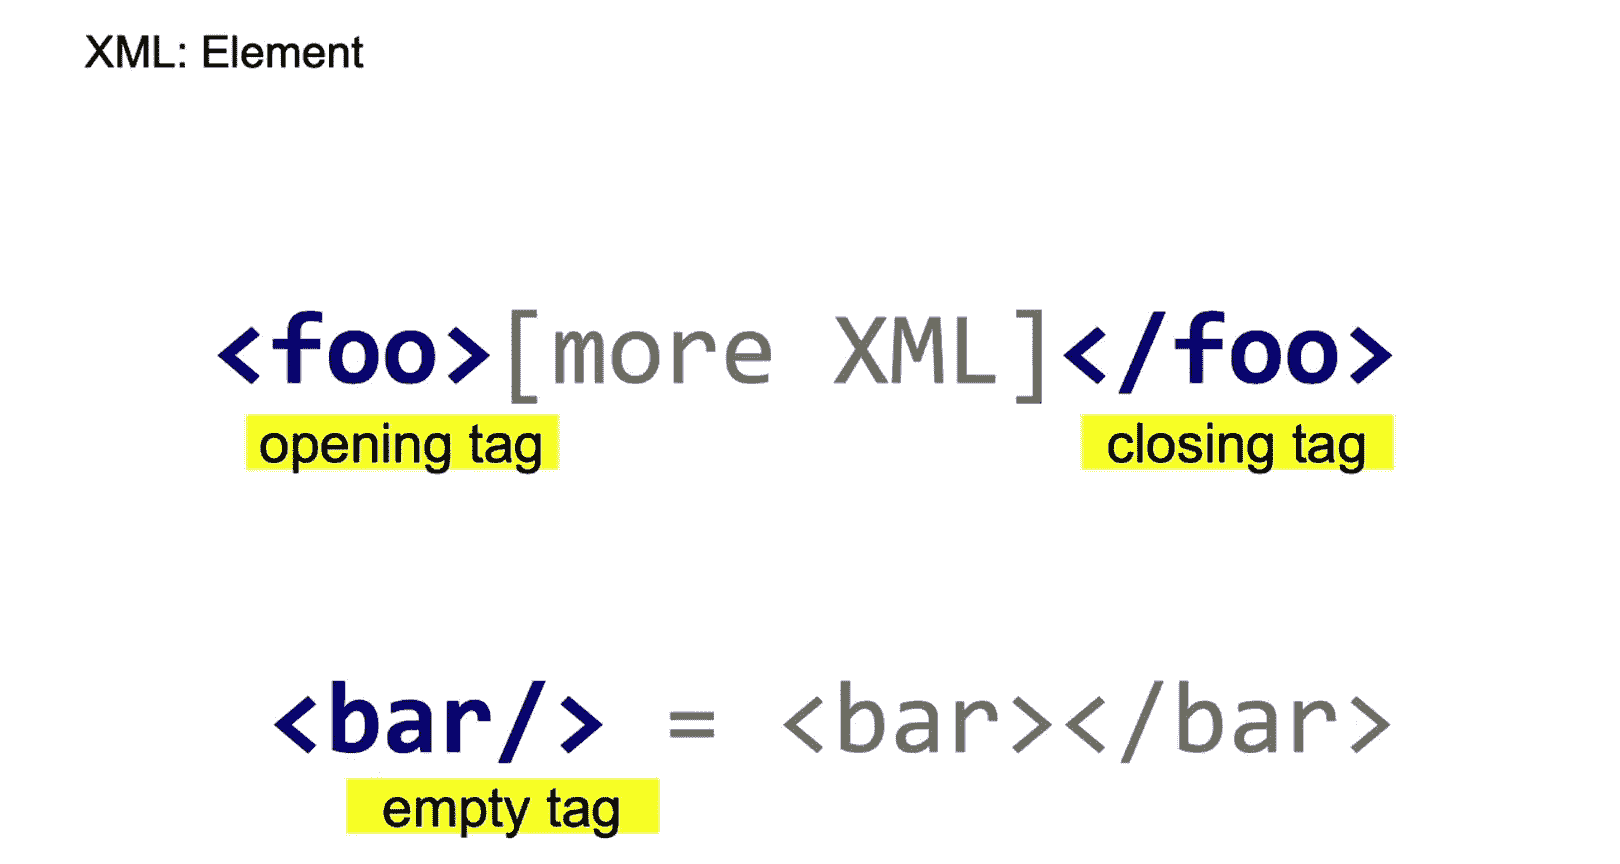 XML: Element
<foo>[more XML]</foo>
opening tag closing tag
<bar/> = <bar></bar>
empty tag